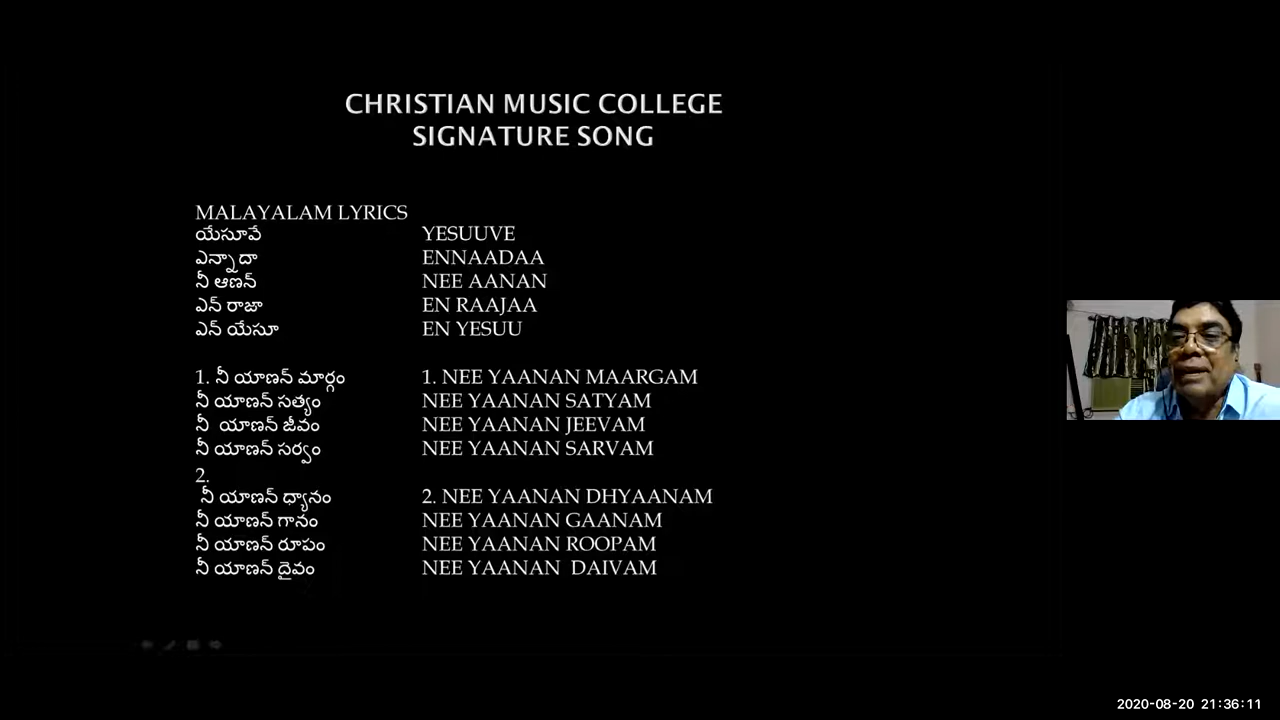 CHRISTIAN MUSIC COLLEGE
SIGNATURE SONG
MALAYALAM LYRICS
యేసూవే YESUUVE
ఎన్నాదా ENNAADAA
నీ ఆణన్ NEE AANAN
ఎన్ రాజా EN RAAJAA
ఎన్ యేసూ EN YESUU
1. నీ యాణన్ మార్గం 1. NEE YAANAN MAARGAM
నీ యాణన్ సత్యం NEE YAANAN SATYAM
నీ యాణన్ జీవం NEE YAANAN JEEVAM
నీ యాణన్ సర్వం NEE YAANAN SARVAM
2.
నీ యాణన్ ధ్యానం 2. NEE YAANAN DHYAANAM
నీ యాణన్ గానం NEE YAANAN GAANAM
నీ యాణన్ రూపం NEE YAANAN ROOPAM
నీ యాణన్ దైవం NEE YAANAN DAIVAM
2020-08-20 21:36:11